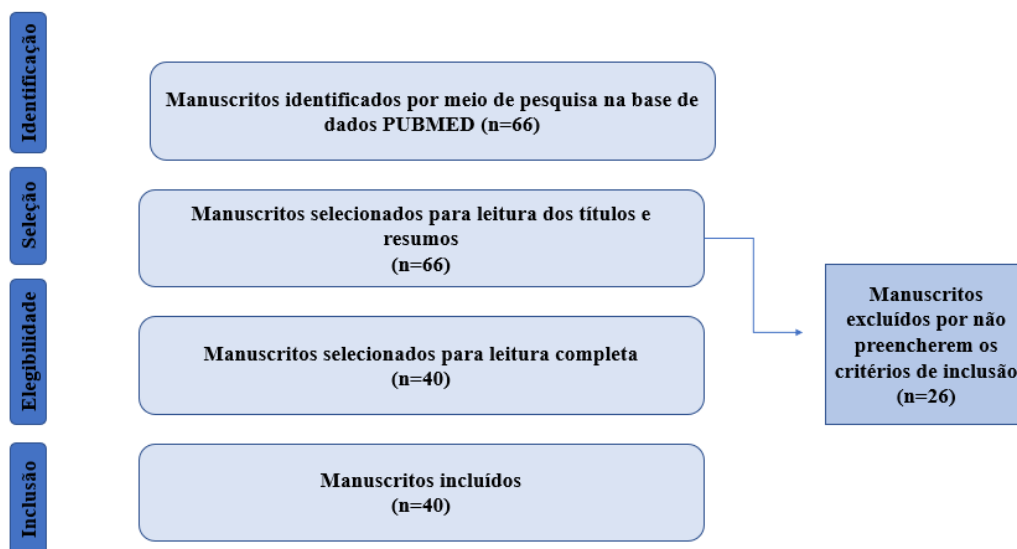 Identificação
Manuscritos identificados por meio de pesquisa na base de
dados PUBMED (n=66)
Seleção
Manuscritos selecionados para leitura dos títulos e
resumos
(n=66)
Manuscritos
excluídos por não
preencherem os
critérios de inclusão
(n=26)
Elegibilidade
Manuscritos selecionados para leitura completa
(n=40)
Inclusão
Manuscritos incluídos
(n=40)